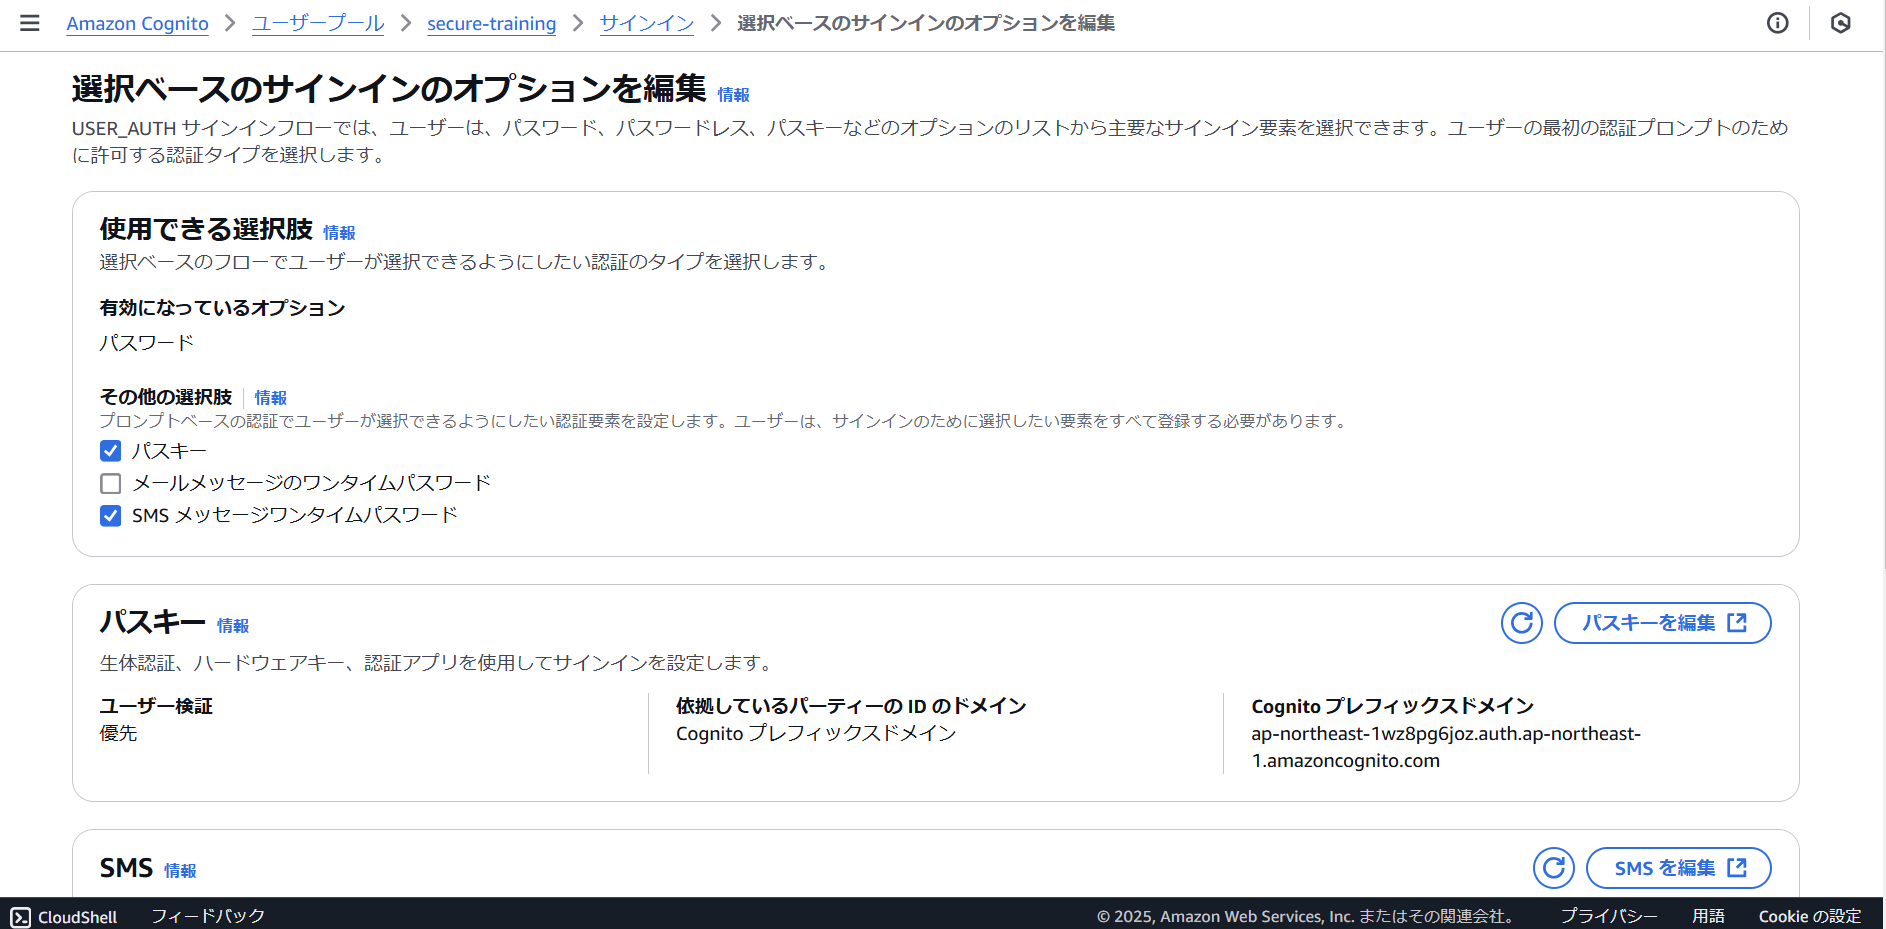 Amazon Cognito > ユーザープール > secure-training > サインイン > 選択ベースのサインインのオプションを編集
選択ベースのサインインのオプションを編集 情報
USER_AUTH サインインフローでは、ユーザーは、パスワード、パスワードレス、パスキーなどのオプションのリストから主要なサインイン要素を選択できます。ユーザーの最初の認証プロンプトのため
に許可する認証タイプを選択します。
使用できる選択肢 情報
選択ベースのフローでユーザーが選択できるようにしたい認証のタイプを選択します。
有効になっているオプション
パスワード
その他の選択肢 情報
プロンプトベースの認証でユーザーが選択できるようにしたい認証要素を設定します。ユーザーは、サインインのために選択したい要素をすべて登録する必要があります。
パスキー
メールメッセージのワンタイムパスワード
SMS メッセージワンタイムパスワード
パスキー 情報
パスキーを編集
生体認証、ハードウェアキー、認証アプリを使用してサインインを設定します。
ユーザー検証
優先
依拠しているパーティーの ID のドメイン
Cognito プレフィックスドメイン
Cognito プレフィックスドメイン
ap-northeast-1wz8pg6joz.auth.ap-northeast-
1.amazoncognito.com
SMS 情報
SMS を編集
CloudShell フィードバック © 2025, Amazon Web Services, Inc. またはその関連会社。 プライバシー 用語 Cookie の設定